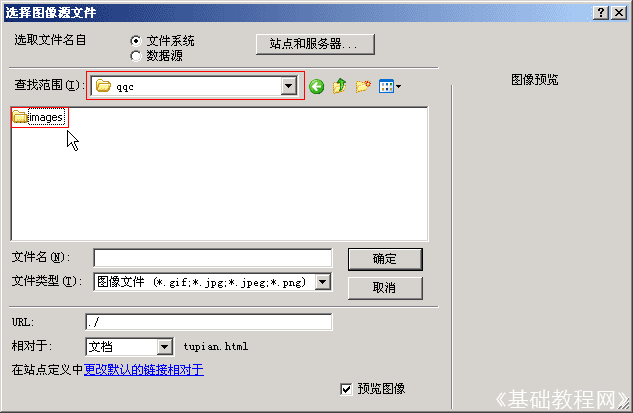 选择图像源文件
选取文件名自 文件系统 站点和服务器...
数据源
查找范围(I): qqc 图像预览
images
文件名(N): 确定
文件类型(T): 图像文件 (*.gif;*.jpg;*.jpeg;*.png) 取消
URL: ./
相对于: 文档 tupian.html
在站点定义中更改默认的链接相对于
预览图像
《基础教程网》